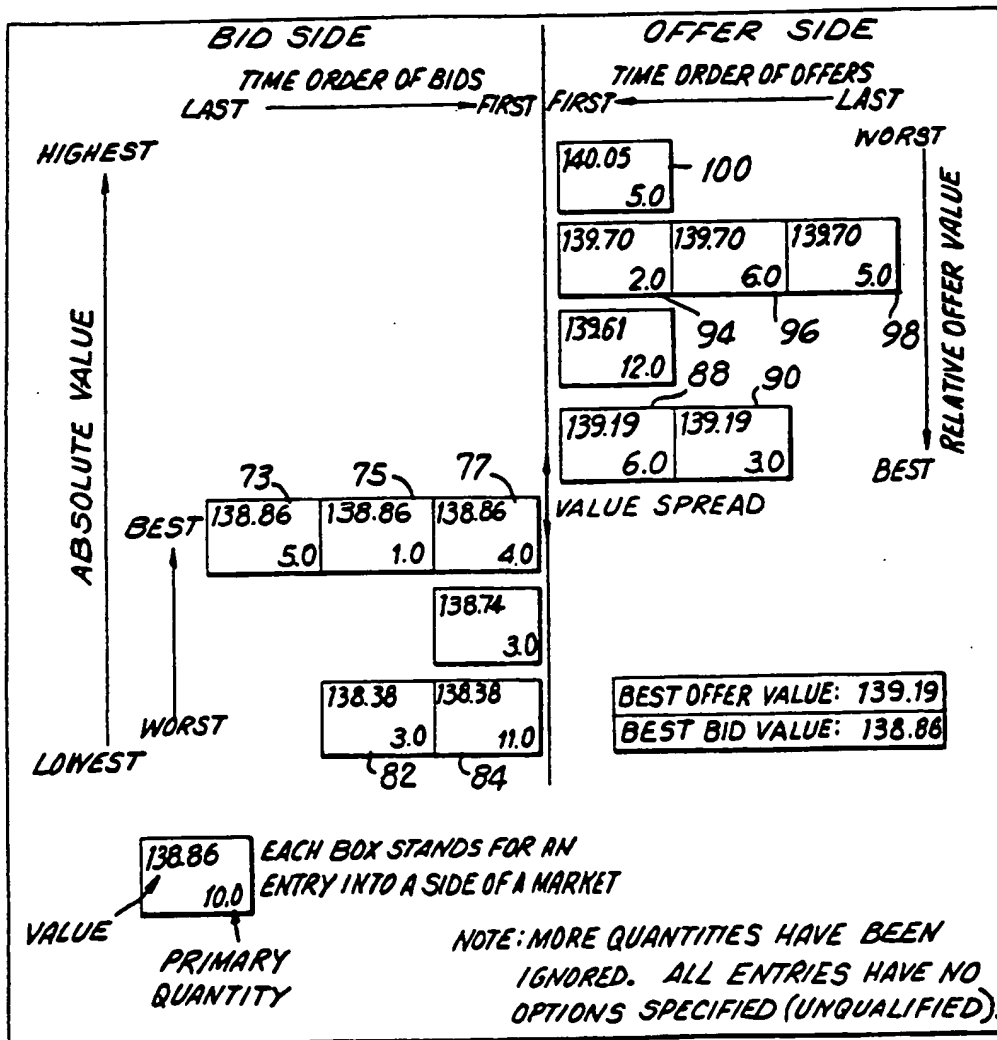 BID SIDE
OFFER SIDE
TIME ORDER OF BIDS
TIME ORDER OF OFFERS
LAST
FIRST
FIRST
LAST
HIGHEST
WORST
140.05
5.0
100
139.70
2.0
139.70
6.0
139.70
5.0
94
96
98
139.61
12.0
88
90
139.19
6.0
139.19
3.0
RELATIVE OFFER VALUE
BEST
ABSOLUTE VALUE
VALUE SPREAD
73
75
77
BEST
138.86
5.0
138.86
1.0
138.86
4.0
138.74
3.0
138.38
3.0
138.38
11.0
82
84
WORST
LOWEST
BEST OFFER VALUE: 139.19
BEST BID VALUE: 138.86
138.86
10.0
EACH BOX STANDS FOR AN
ENTRY INTO A SIDE OF A MARKET
VALUE
PRIMARY
QUANTITY
NOTE: MORE QUANTITIES HAVE BEEN
IGNORED. ALL ENTRIES HAVE NO
OPTIONS SPECIFIED (UNQUALIFIED).